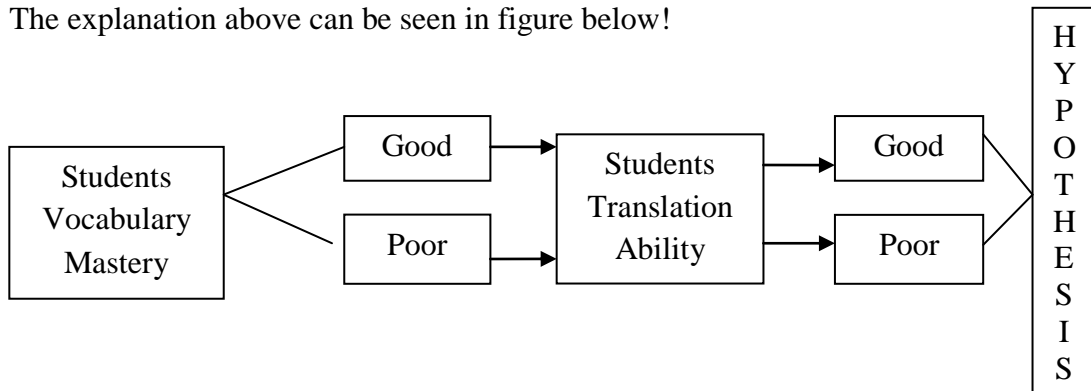 The explanation above can be seen in figure below!
Students
Vocabulary
Mastery
Good
Poor
Students
Translation
Ability
Good
Poor
H
Y
P
O
T
H
E
S
I
S